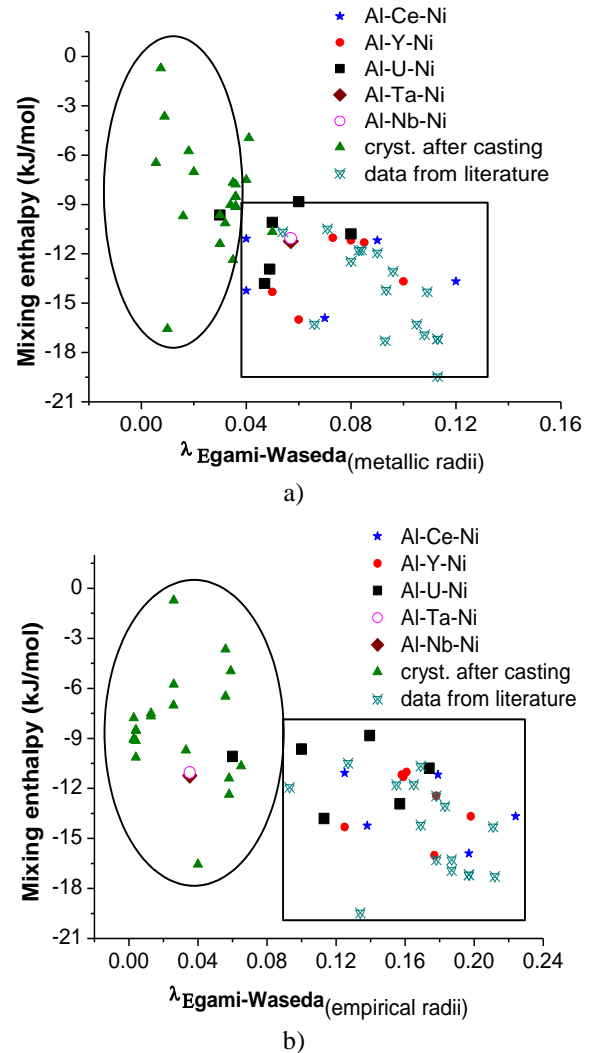 Al-Ce-Ni
Al-Y-Ni
Al-U-Ni
Al-Ta-Ni
Al-Nb-Ni
cryst. after casting
data from literature
0
-3
-6
-9
-12
-15
-18
-21
Mixing enthalpy (kJ/mol)
0.00 0.04 0.08 0.12 0.16
λ Egami-Waseda(metallic radii)
a)
Al-Ce-Ni
Al-Y-Ni
Al-U-Ni
Al-Ta-Ni
Al-Nb-Ni
cryst. after casting
data from literature
0
-3
-6
-9
-12
-15
-18
-21
Mixing enthalpy (kJ/mol)
0.00 0.04 0.08 0.12 0.16 0.20 0.24
λ Egami-Waseda(empirical radii)
b)